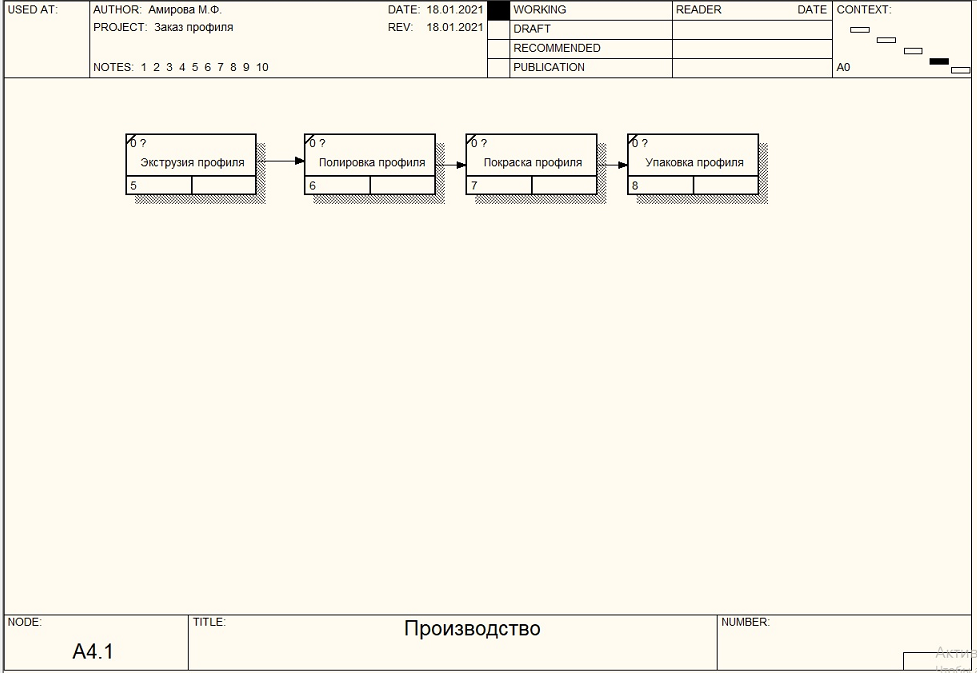 USED AT: AUTHOR: Амирова М.Ф. DATE: 18.01.2021 WORKING READER DATE CONTEXT:
PROJECT: Заказ профиля REV: 18.01.2021 DRAFT
RECOMMENDED
NOTES: 1 2 3 4 5 6 7 8 9 10 PUBLICATION A0
0 ? 0 ? 0 ? 0 ?
Экструзия профиля Полировка профиля Покраска профиля Упаковка профиля
5 6 7 8
NODE: TITLE: Производство NUMBER:
A4.1